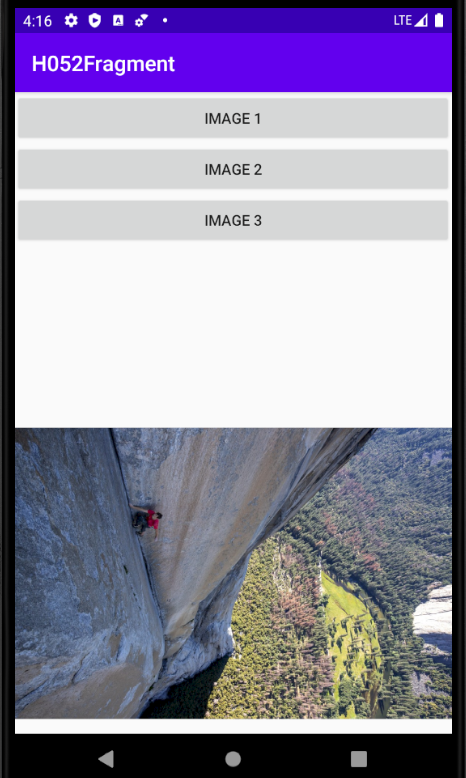 4:16 LTE
H052Fragment
IMAGE 1
IMAGE 2
IMAGE 3